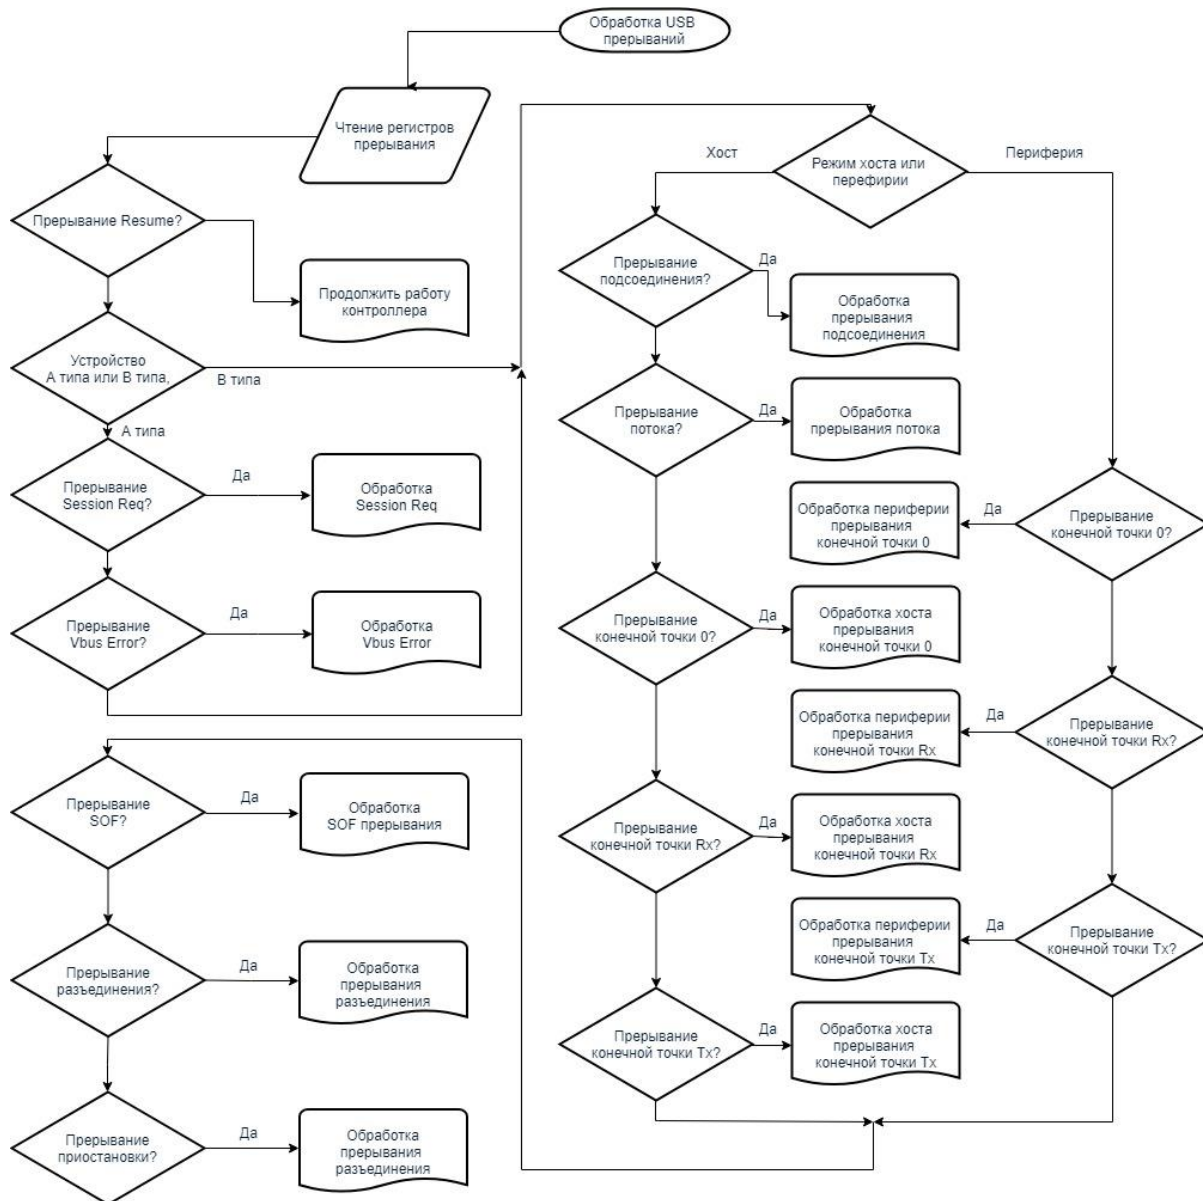 Обработка USB
прерываний
Чтение регистров
прерывания
Прерывание Resume?
Продолжить работу
контроллера
Устройство
А типа или В типа,
В типа
А типа
Прерывание
Session Req?
Да
Обработка
Session Req
Прерывание
Vbus Error?
Да
Обработка
Vbus Error
Режим хоста или
перефирии
Хост
Периферия
Прерывание
подсоединения?
Да
Обработка
прерывания
подсоединения
Прерывание
потока?
Да
Обработка
прерывания потока
Прерывание
конечной точки 0?
Да
Обработка периферии
прерывания
конечной точки 0
Прерывание
конечной точки 0?
Да
Обработка хоста
прерывания
конечной точки 0
Прерывание
конечной точки Rx?
Да
Обработка периферии
прерывания
конечной точки Rx
Прерывание
конечной точки Rx?
Да
Обработка хоста
прерывания
конечной точки Rx
Прерывание
конечной точки Tx?
Да
Обработка периферии
прерывания
конечной точки Tx
Прерывание
конечной точки Tx?
Да
Обработка хоста
прерывания
конечной точки Tx
Прерывание
SOF?
Да
Обработка
SOF прерывания
Прерывание
разъединения?
Да
Обработка
прерывания
разъединения
Прерывание
приостановки?
Да
Обработка
прерывания
разъединения